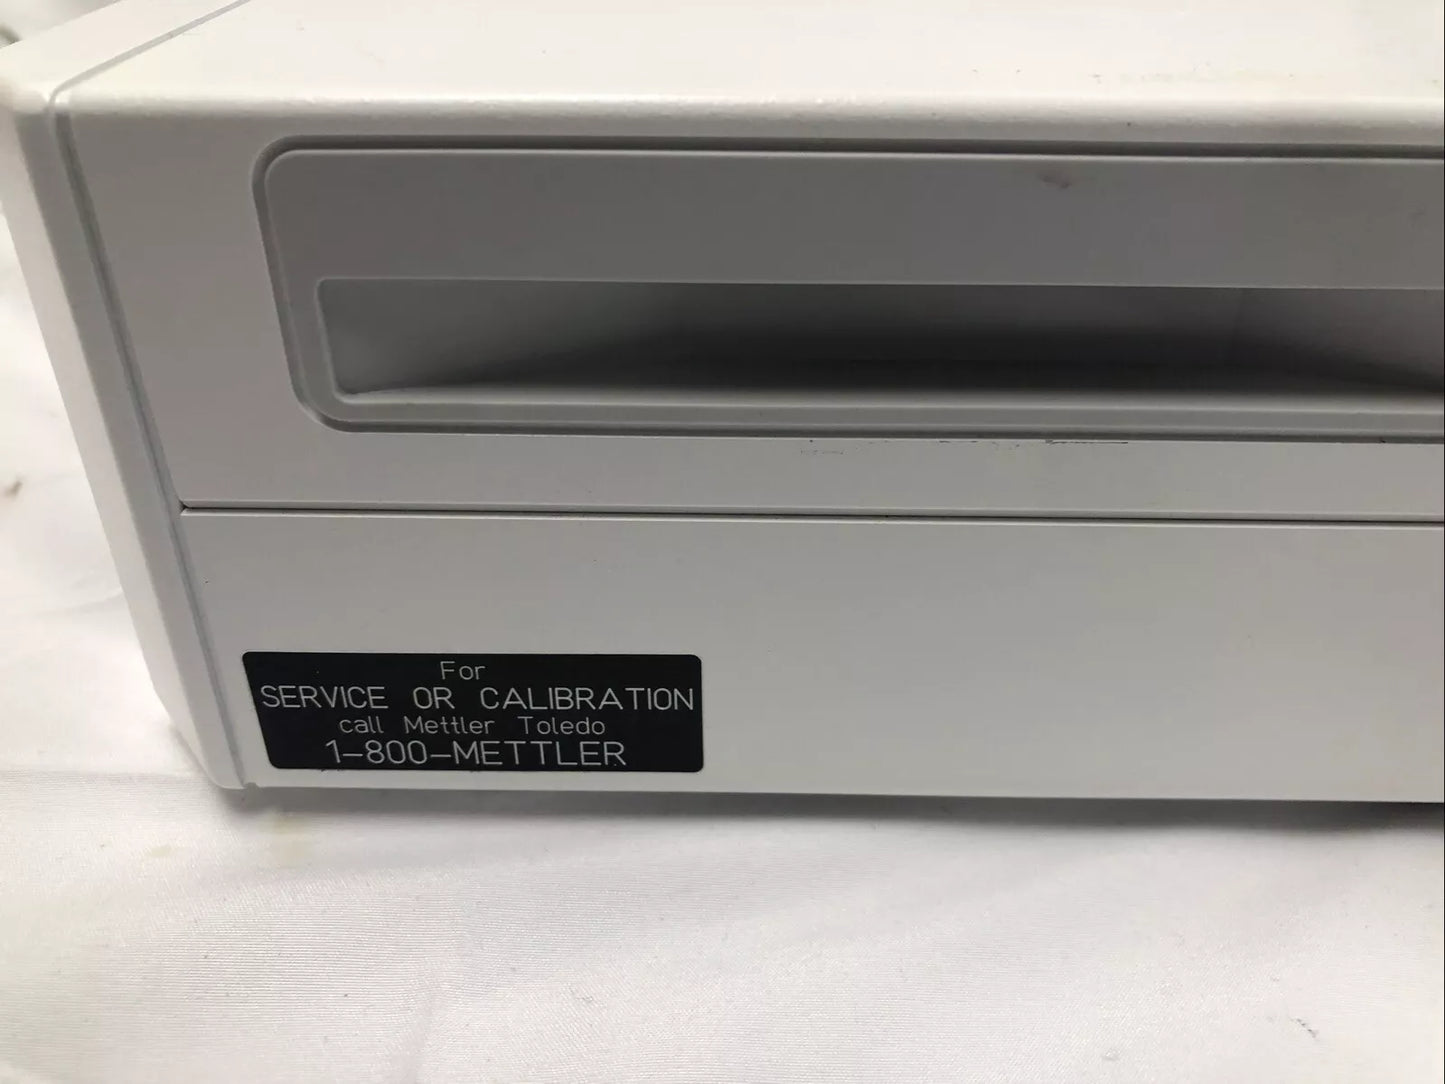 For
SERVICE OR CALIBRATION
call Mettler Toledo
1-800-METTLER